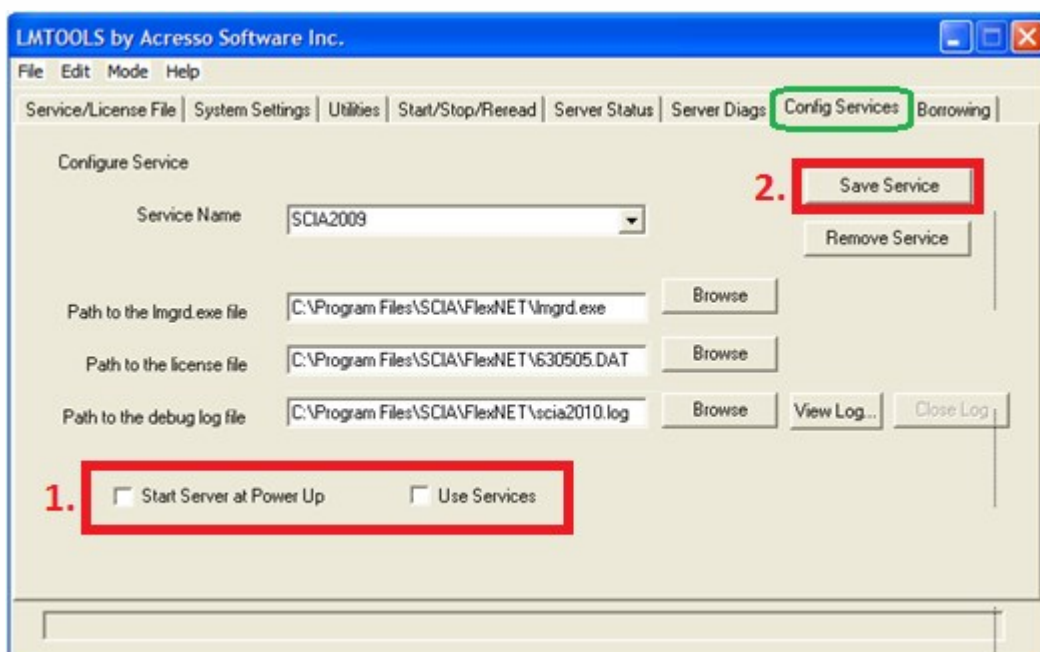 LMTOOLS by Acresso Software Inc.
File Edit Mode Help
Service/License File System Settings Utilities Start/Stop/Reread Server Status Server Diags Config Services Borrowing
Configure Service
2. Save Service
Service Name SCIA2009
Remove Service
Path to the lmgrd.exe file C:\Program Files\SCIA\FlexNET\lmgrd.exe Browse
Path to the license file C:\Program Files\SCIA\FlexNET\630505.DAT Browse
Path to the debug log file C:\Program Files\SCIA\FlexNET\scia2010.log Browse View Log... Close Log
1. Start Server at Power Up Use Services